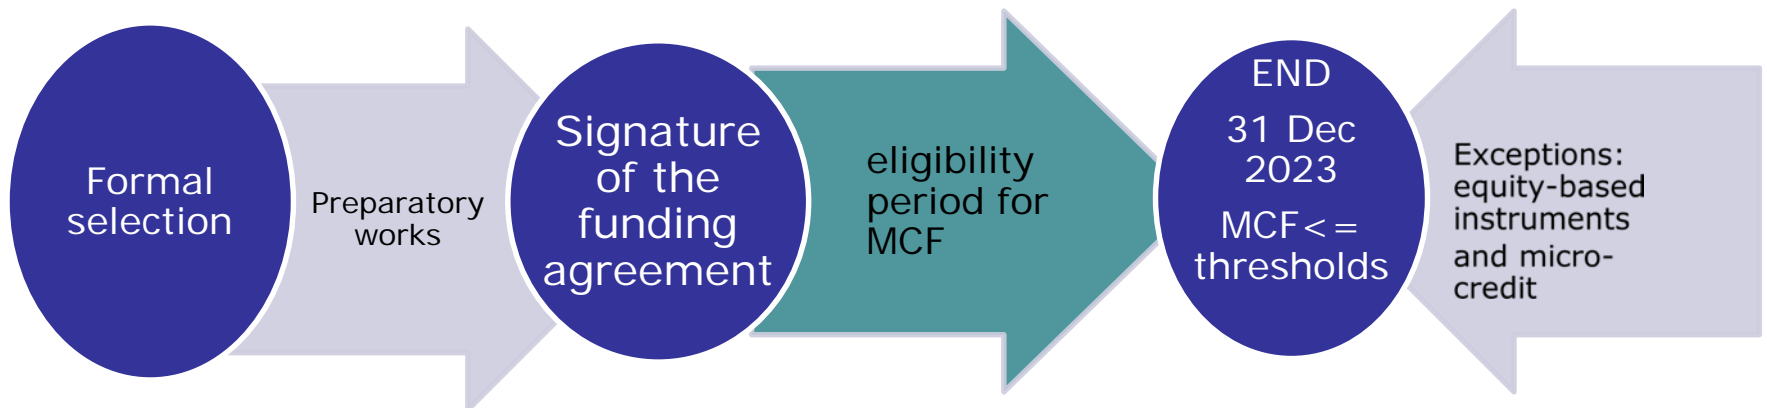 Formal
selection
Preparatory
works
Signature
of the
funding
agreement
eligibility
period for
MCF
END
31 Dec
2023
MCF<=
thresholds
Exceptions:
equity-based
instruments
and micro-
credit